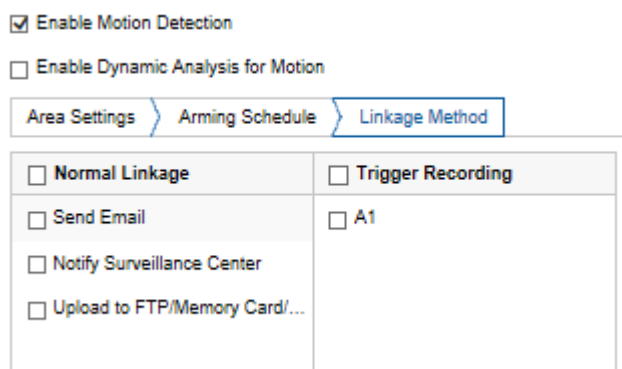 Enable Motion Detection
Enable Dynamic Analysis for Motion
Area Settings Arming Schedule Linkage Method
Normal Linkage Trigger Recording
Send Email A1
Notify Surveillance Center
Upload to FTP/Memory Card/...